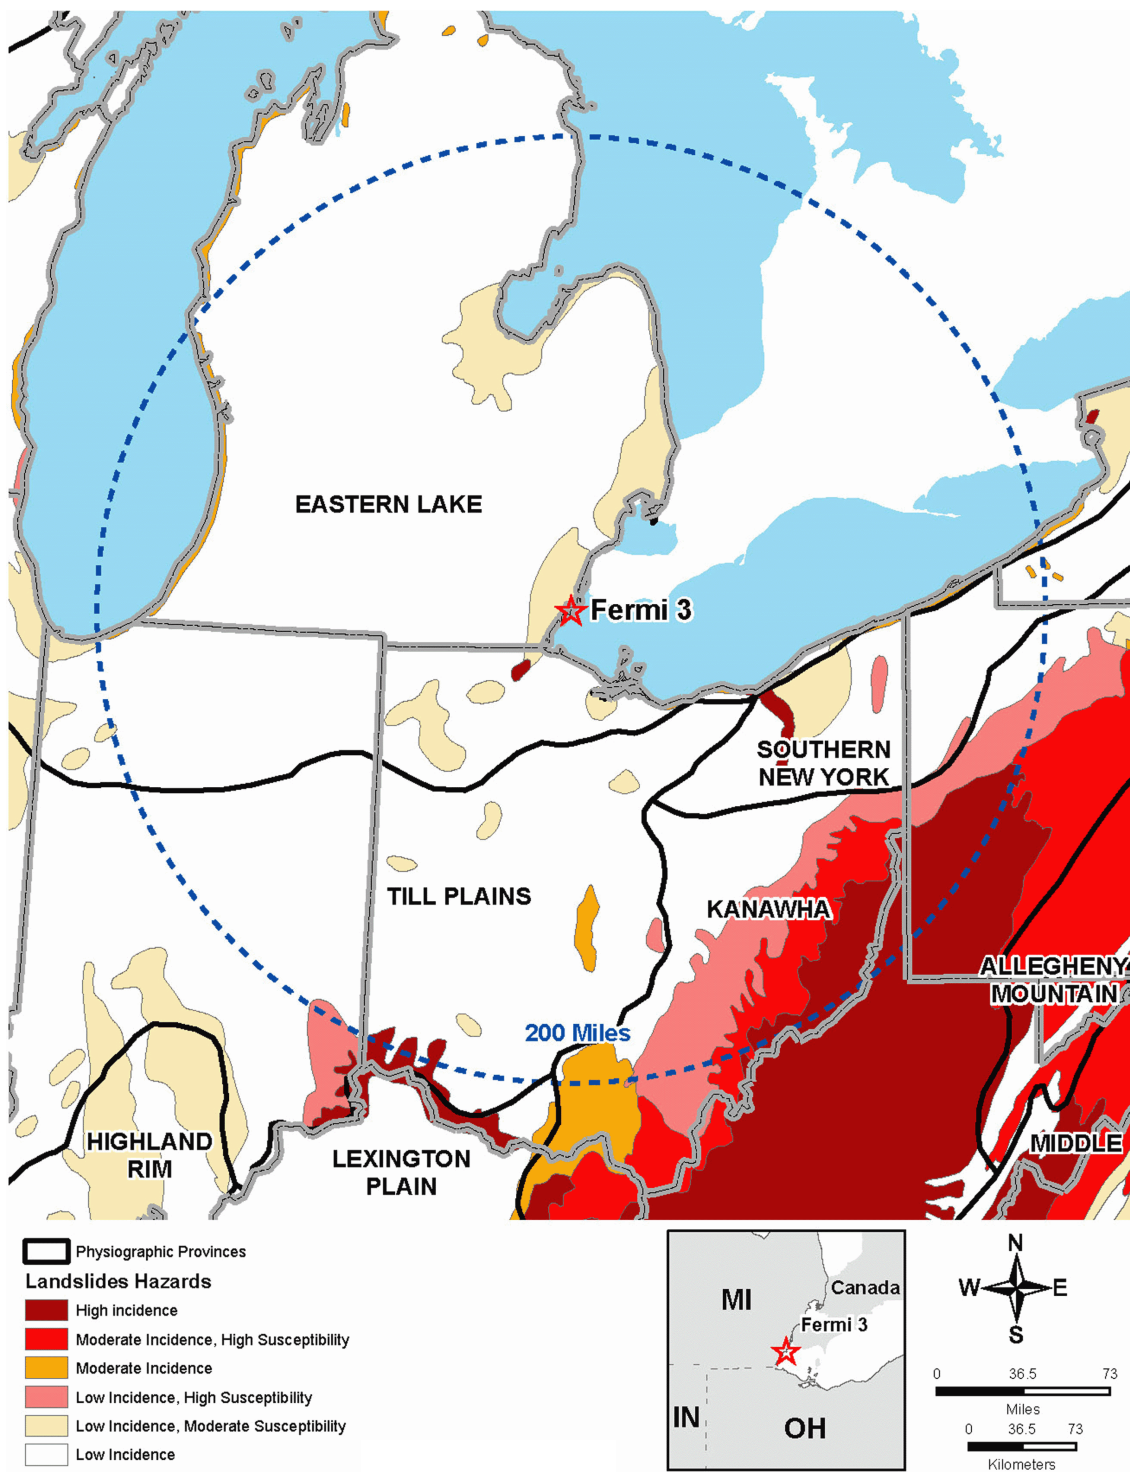 EASTERN LAKE
Fermi 3
SOUTHERN
NEW YORK
TILL PLAINS
KANAWHA
ALLEGHENY
MOUNTAIN
200 Miles
HIGHLAND
RIM
LEXINGTON
PLAIN
MIDDLE
Physiographic Provinces
Landslides Hazards
High incidence
Moderate Incidence, High Susceptibility
Moderate Incidence
Low Incidence, High Susceptibility
Low Incidence, Moderate Susceptibility
Low Incidence
MI
Canada
Fermi 3
IN
OH
N
W E
S
0 36.5 73
Miles
0 36.5 73
Kilometers